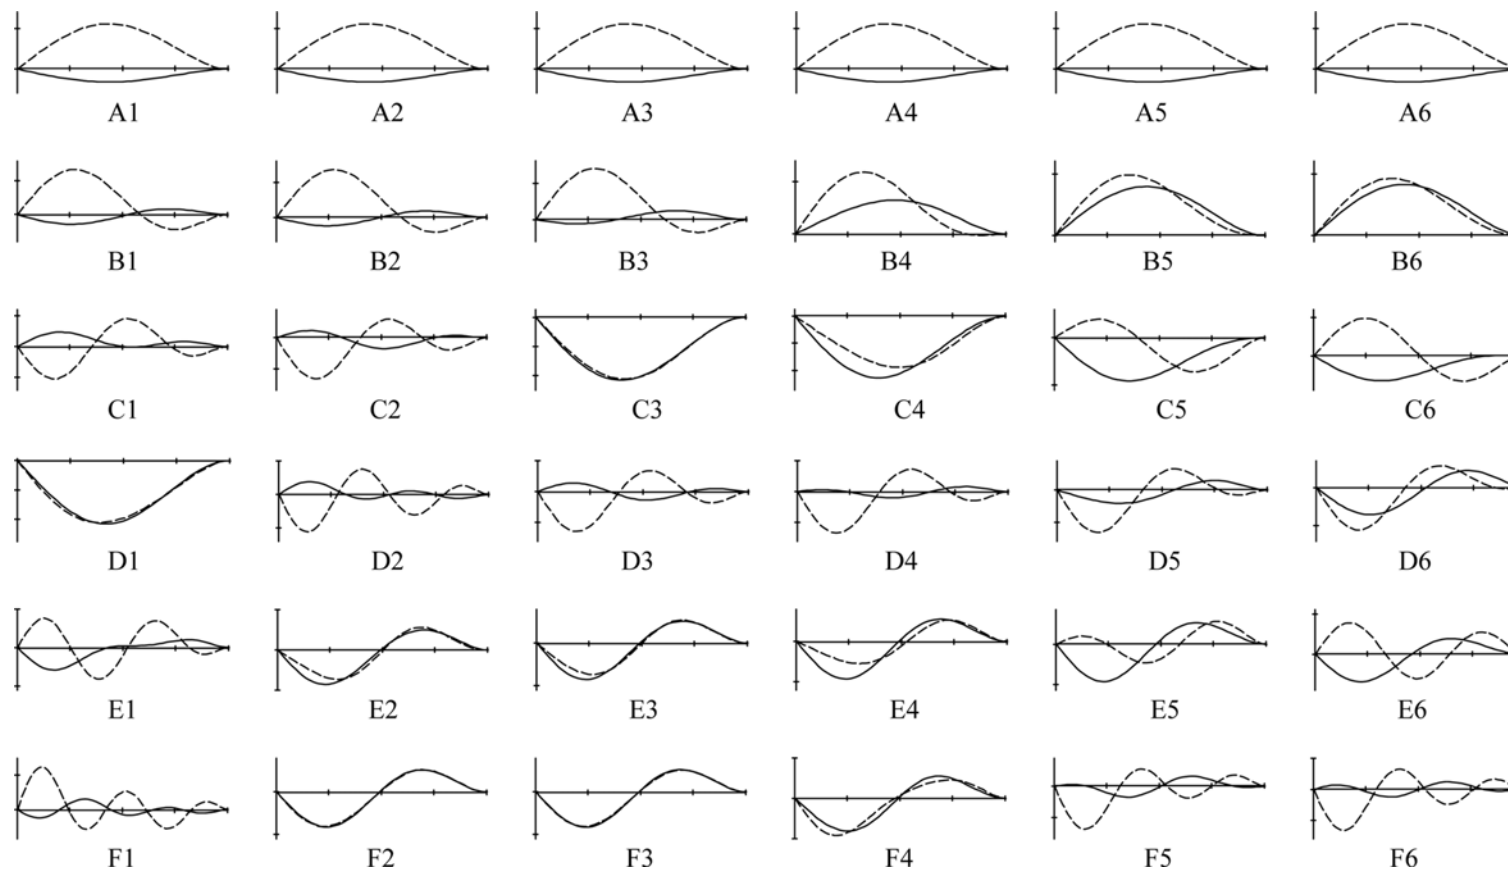 A1 A2 A3 A4 A5 A6
B1 B2 B3 B4 B5 B6
C1 C2 C3 C4 C5 C6
D1 D2 D3 D4 D5 D6
E1 E2 E3 E4 E5 E6
F1 F2 F3 F4 F5 F6